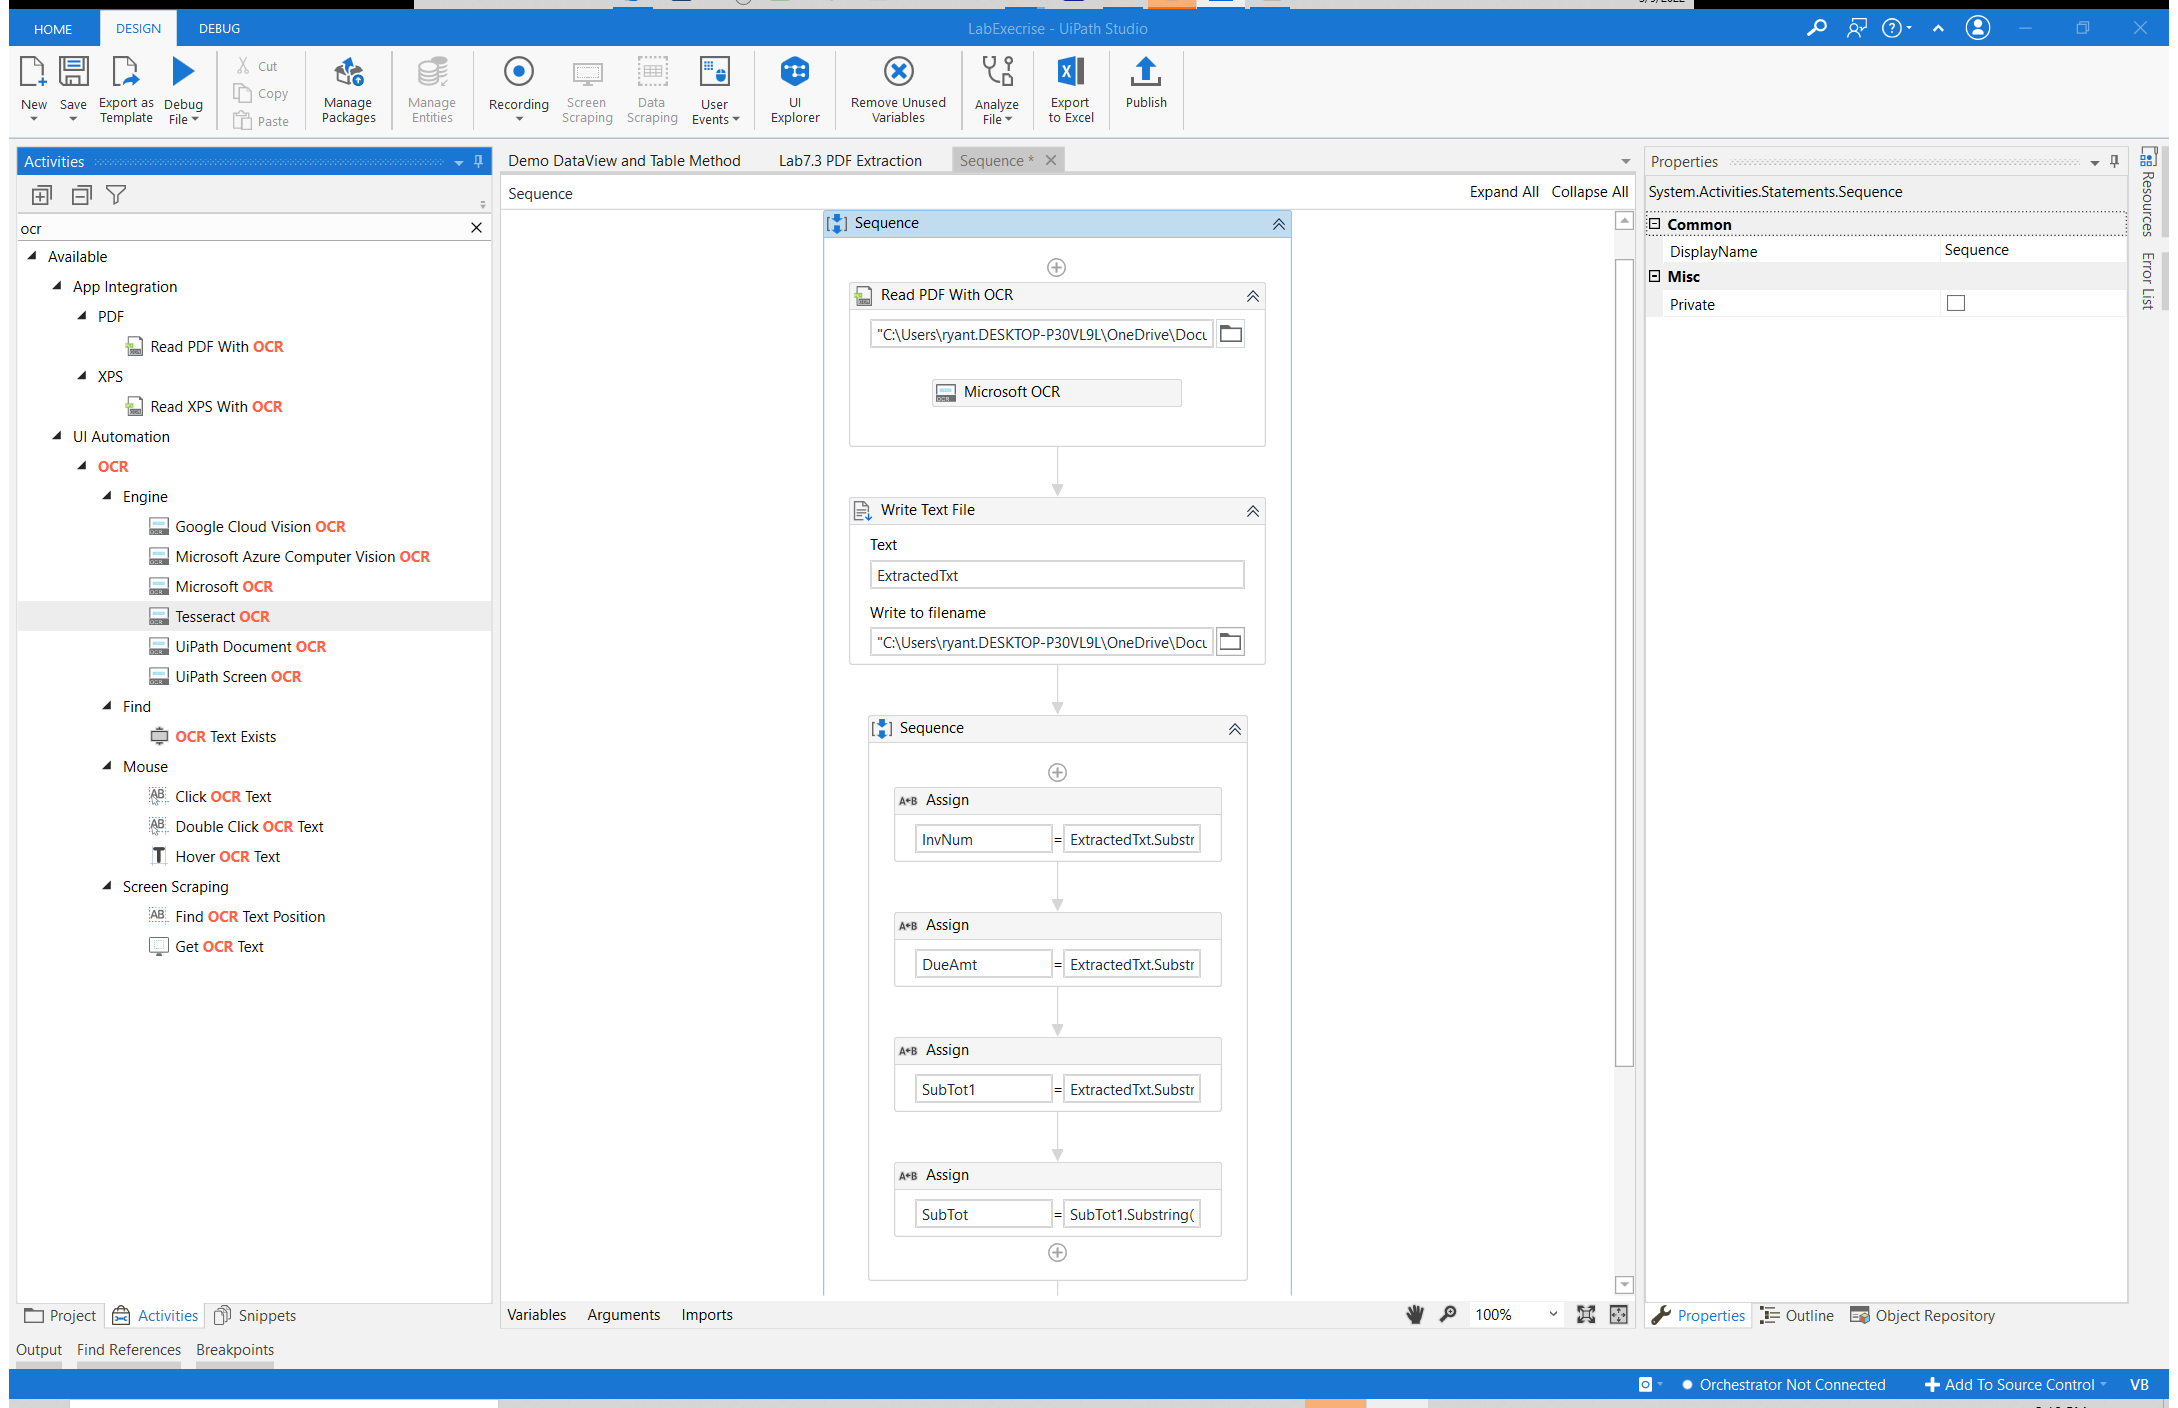 LabExecrise - UiPath Studio
HOME
DESIGN
DEBUG
New
Save
Export as Template
Debug File
Cut
Copy
Paste
Manage Packages
Manage Entities
Recording
Screen Scraping
Data Scraping
User Events
UI Explorer
Remove Unused Variables
Analyze File
Export to Excel
Publish
Activities
ocr
Available
App Integration
PDF
Read PDF With OCR
XPS
Read XPS With OCR
UI Automation
OCR
Engine
Google Cloud Vision OCR
Microsoft Azure Computer Vision OCR
Microsoft OCR
Tesseract OCR
UiPath Document OCR
UiPath Screen OCR
Find
OCR Text Exists
Mouse
Click OCR Text
Double Click OCR Text
Hover OCR Text
Screen Scraping
Find OCR Text Position
Get OCR Text
Project
Activities
Snippets
Demo DataView and Table Method
Lab7.3 PDF Extraction
Sequence *
Sequence
Expand All
Collapse All
Sequence
Read PDF With OCR
"C:\Users\ryant.DESKTOP-P30VL9L\OneDrive\Docu
Microsoft OCR
Write Text File
Text
ExtractedTxt
Write to filename
"C:\Users\ryant.DESKTOP-P30VL9L\OneDrive\Docu
Sequence
A+B Assign
InvNum = ExtractedTxt.Substr
A+B Assign
DueAmt = ExtractedTxt.Substr
A+B Assign
SubTot1 = ExtractedTxt.Substr
A+B Assign
SubTot = SubTot1.Substring(
Variables
Arguments
Imports
100%
Properties
System.Activities.Statements.Sequence
Common
DisplayName Sequence
Misc
Private
Properties
Outline
Object Repository
Resources
Error List
Output
Find References
Breakpoints
Orchestrator Not Connected
Add To Source Control
VB